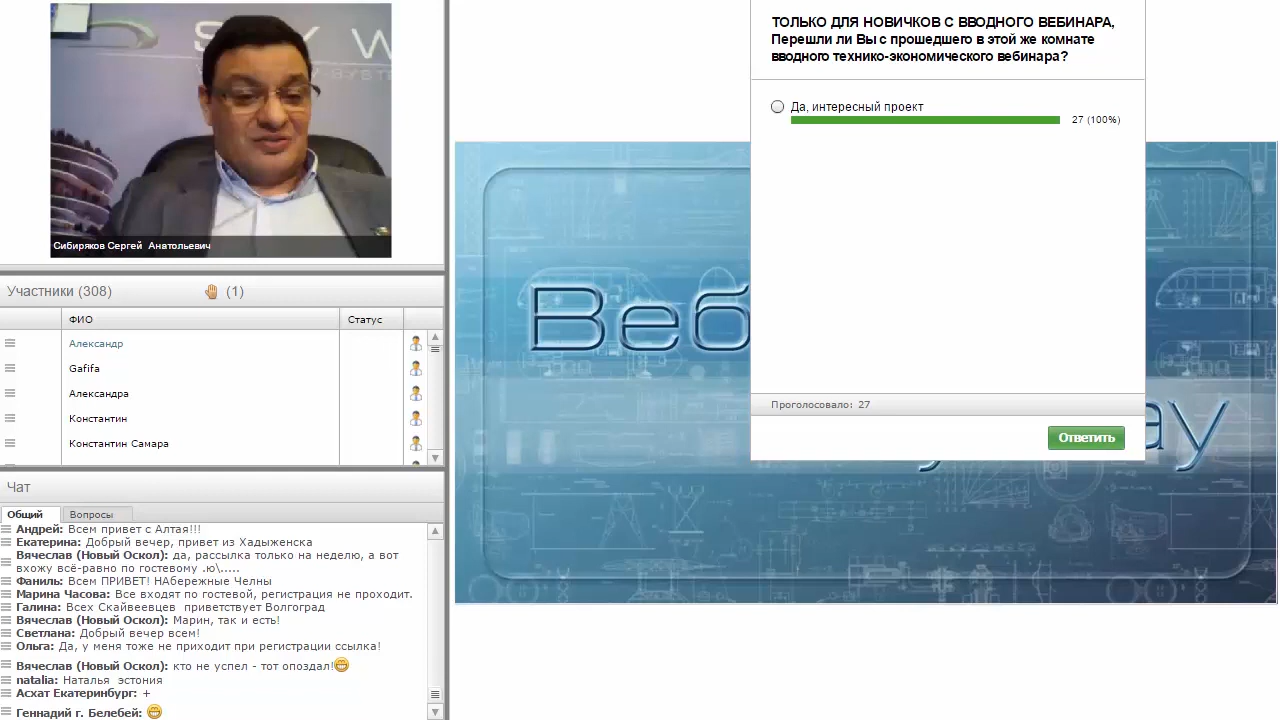 SKY W
Сибиряков Сергей Анатольевич
Участники (308)
(1)
ФИО
Статус
Александр
Gafifa
Александра
Константин
Константин Самара
Чат
Общий
Вопросы
Андрей: Всем привет с Алтая!!!
Екатерина: Добрый вечер, привет из Хадыженска
Вячеслав (Новый Оскол): да, рассылка только на неделю, а вот
вхожу всё-равно по гостевому .ю\.....
Фаниль: Всем ПРИВЕТ! НАбережные Челны
Марина Часова: Все входят по гостевой, регистрация не проходит.
Галина: Всех Скайвеевцев приветствует Волгоград
Вячеслав (Новый Оскол): Марин, так и есть!
Светлана: Добрый вечер всем!
Ольга: Да, у меня тоже не приходит при регистрации ссылка!
Вячеслав (Новый Оскол): кто не успел - тот опоздал!
natalia: Наталья эстония
Асхат Екатеринбург: +
Геннадий г. Белебей:
ТОЛЬКО ДЛЯ НОВИЧКОВ С ВВОДНОГО ВЕБИНАРА,
Перешли ли Вы с прошедшего в этой же комнате
вводного технико-экономического вебинара?
Да, интересный проект
27 (100%)
Проголосовало: 27
Ответить
Веб
ay